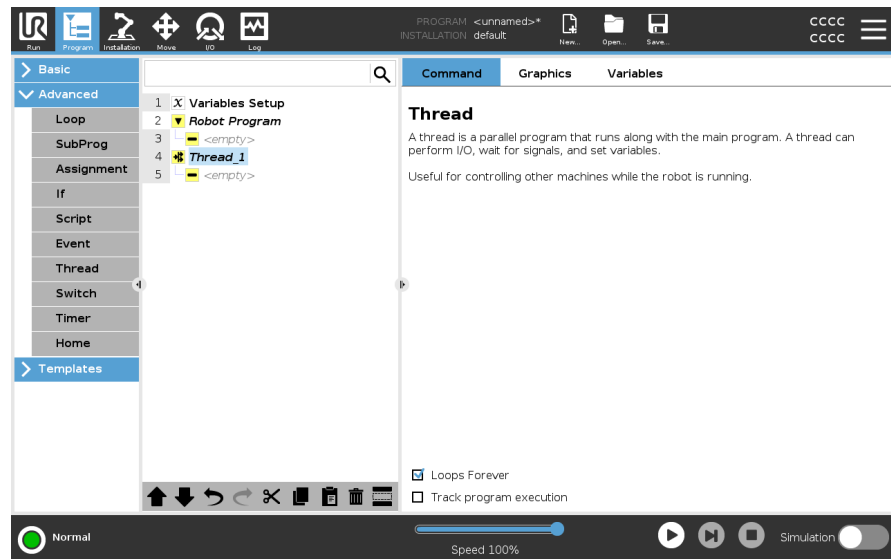 PROGRAM <unnamed>*
INSTALLATION default
CCCC
CCCC
Run
Program
Installation
Move
I/O
Log
New...
Open...
Save...
Basic
Advanced
Loop
SubProg
Assignment
If
Script
Event
Thread
Switch
Timer
Home
Templates
1 X Variables Setup
2 Robot Program
3 <empty>
4 Thread_1
5 <empty>
Command Graphics Variables
Thread
A thread is a parallel program that runs along with the main program. A thread can
perform I/O, wait for signals, and set variables.
Useful for controlling other machines while the robot is running.
Loops Forever
Track program execution
Normal
Speed 100%
Simulation